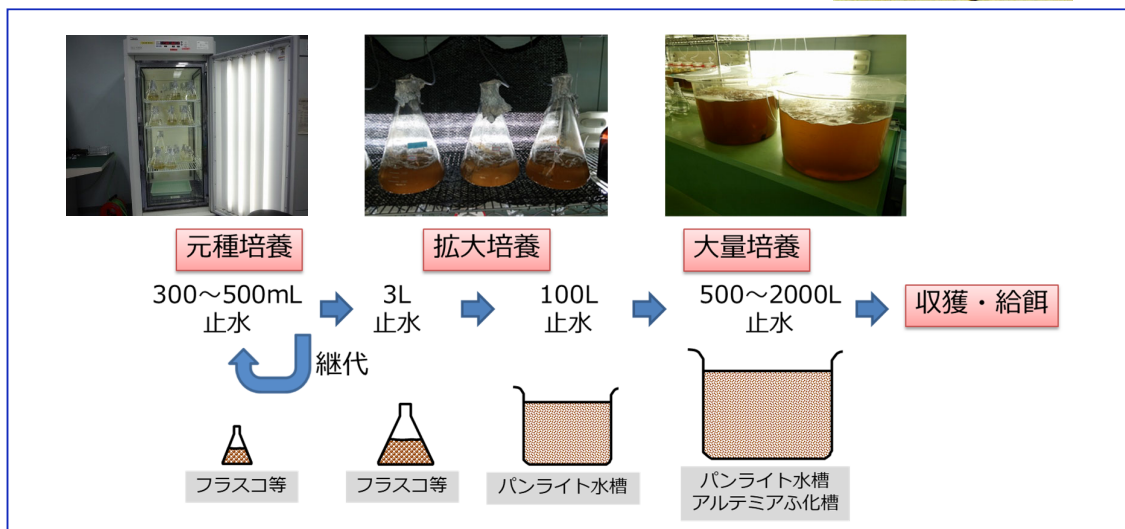 元種培養
拡大培養
大量培養
300～500mL
止水
3L
止水
100L
止水
500～2000L
止水
収獲・給餌
継代
フラスコ等
フラスコ等
パンライト水槽
パンライト水槽
アルテミアふ化槽